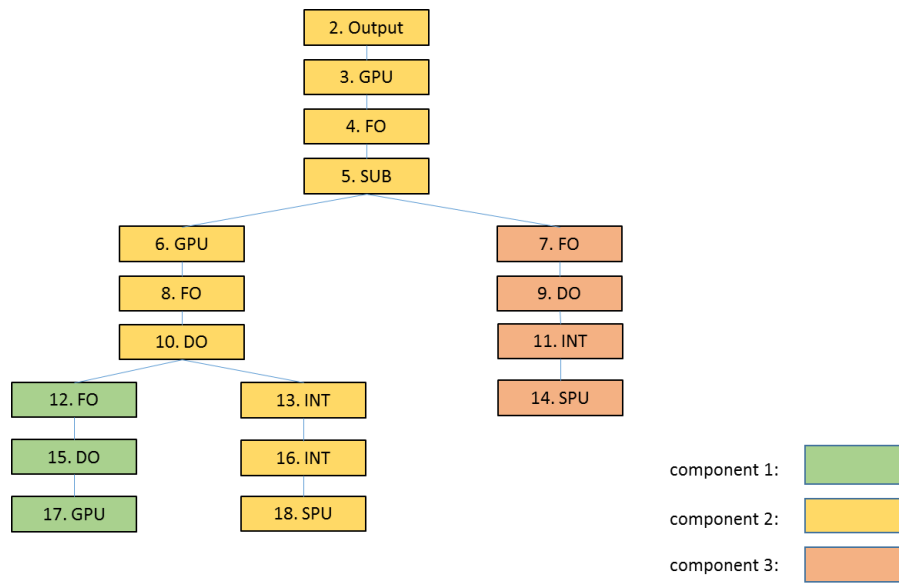 2. Output
3. GPU
4. FO
5. SUB
6. GPU
7. FO
8. FO
9. DO
10. DO
11. INT
12. FO
13. INT
14. SPU
15. DO
16. INT
17. GPU
18. SPU
component 1:
component 2:
component 3: